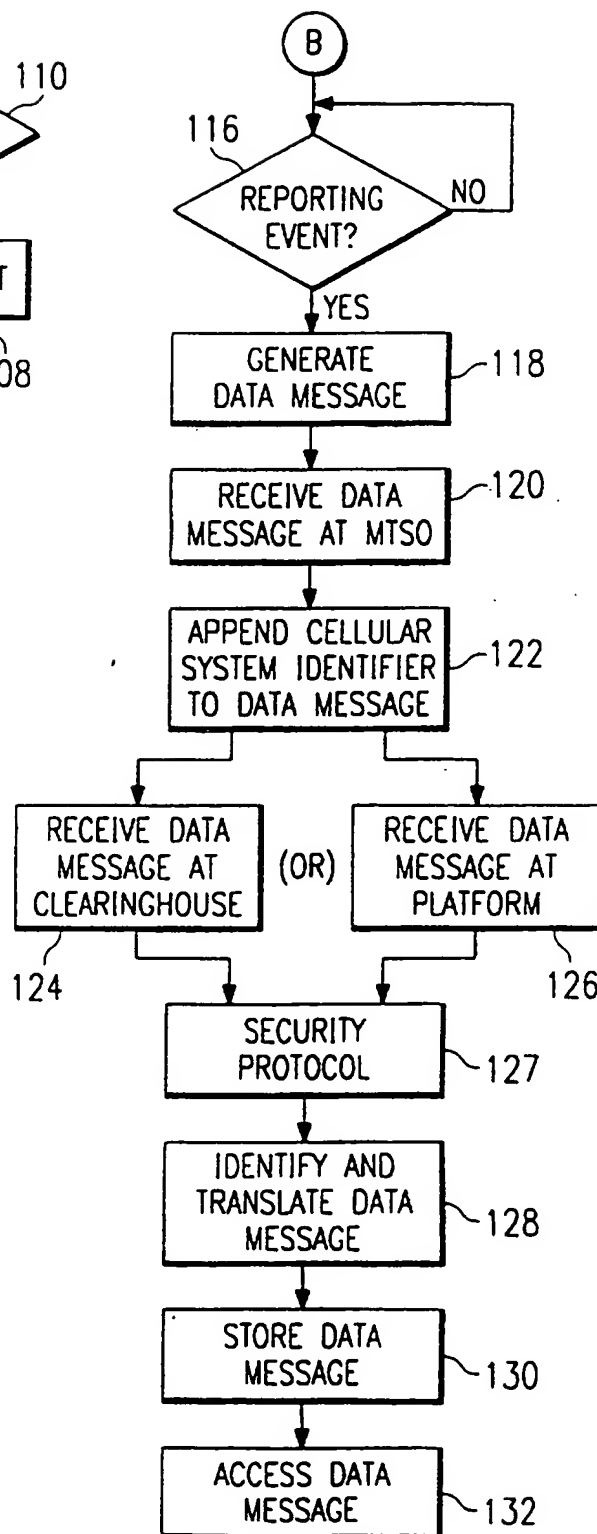 B
110
116
REPORTING
EVENT?
NO
T
08
YES
GENERATE
DATA MESSAGE
118
RECEIVE DATA
MESSAGE AT MTSO
120
APPEND CELLULAR
SYSTEM IDENTIFIER
TO DATA MESSAGE
122
RECEIVE DATA
MESSAGE AT
CLEARINGHOUSE
(OR)
RECEIVE DATA
MESSAGE AT
PLATFORM
124
126
SECURITY
PROTOCOL
127
IDENTIFY AND
TRANSLATE DATA
MESSAGE
128
STORE DATA
MESSAGE
130
ACCESS DATA
MESSAGE
132